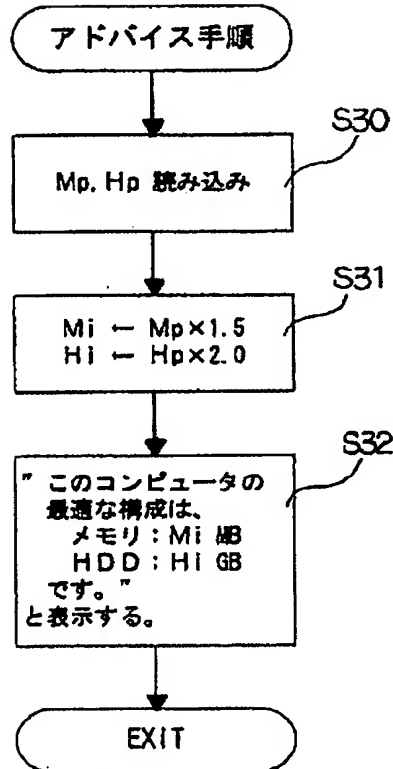 アドバイス手順
S30
Mp, Hp 読み込み
S31
Mi ← Mp×1.5
Hi ← Hp×2.0
S32
"このコンピュータの
最適な構成は、
メモリ：Mi MB
HDD：Hi GB
です。"
と表示する。
EXIT